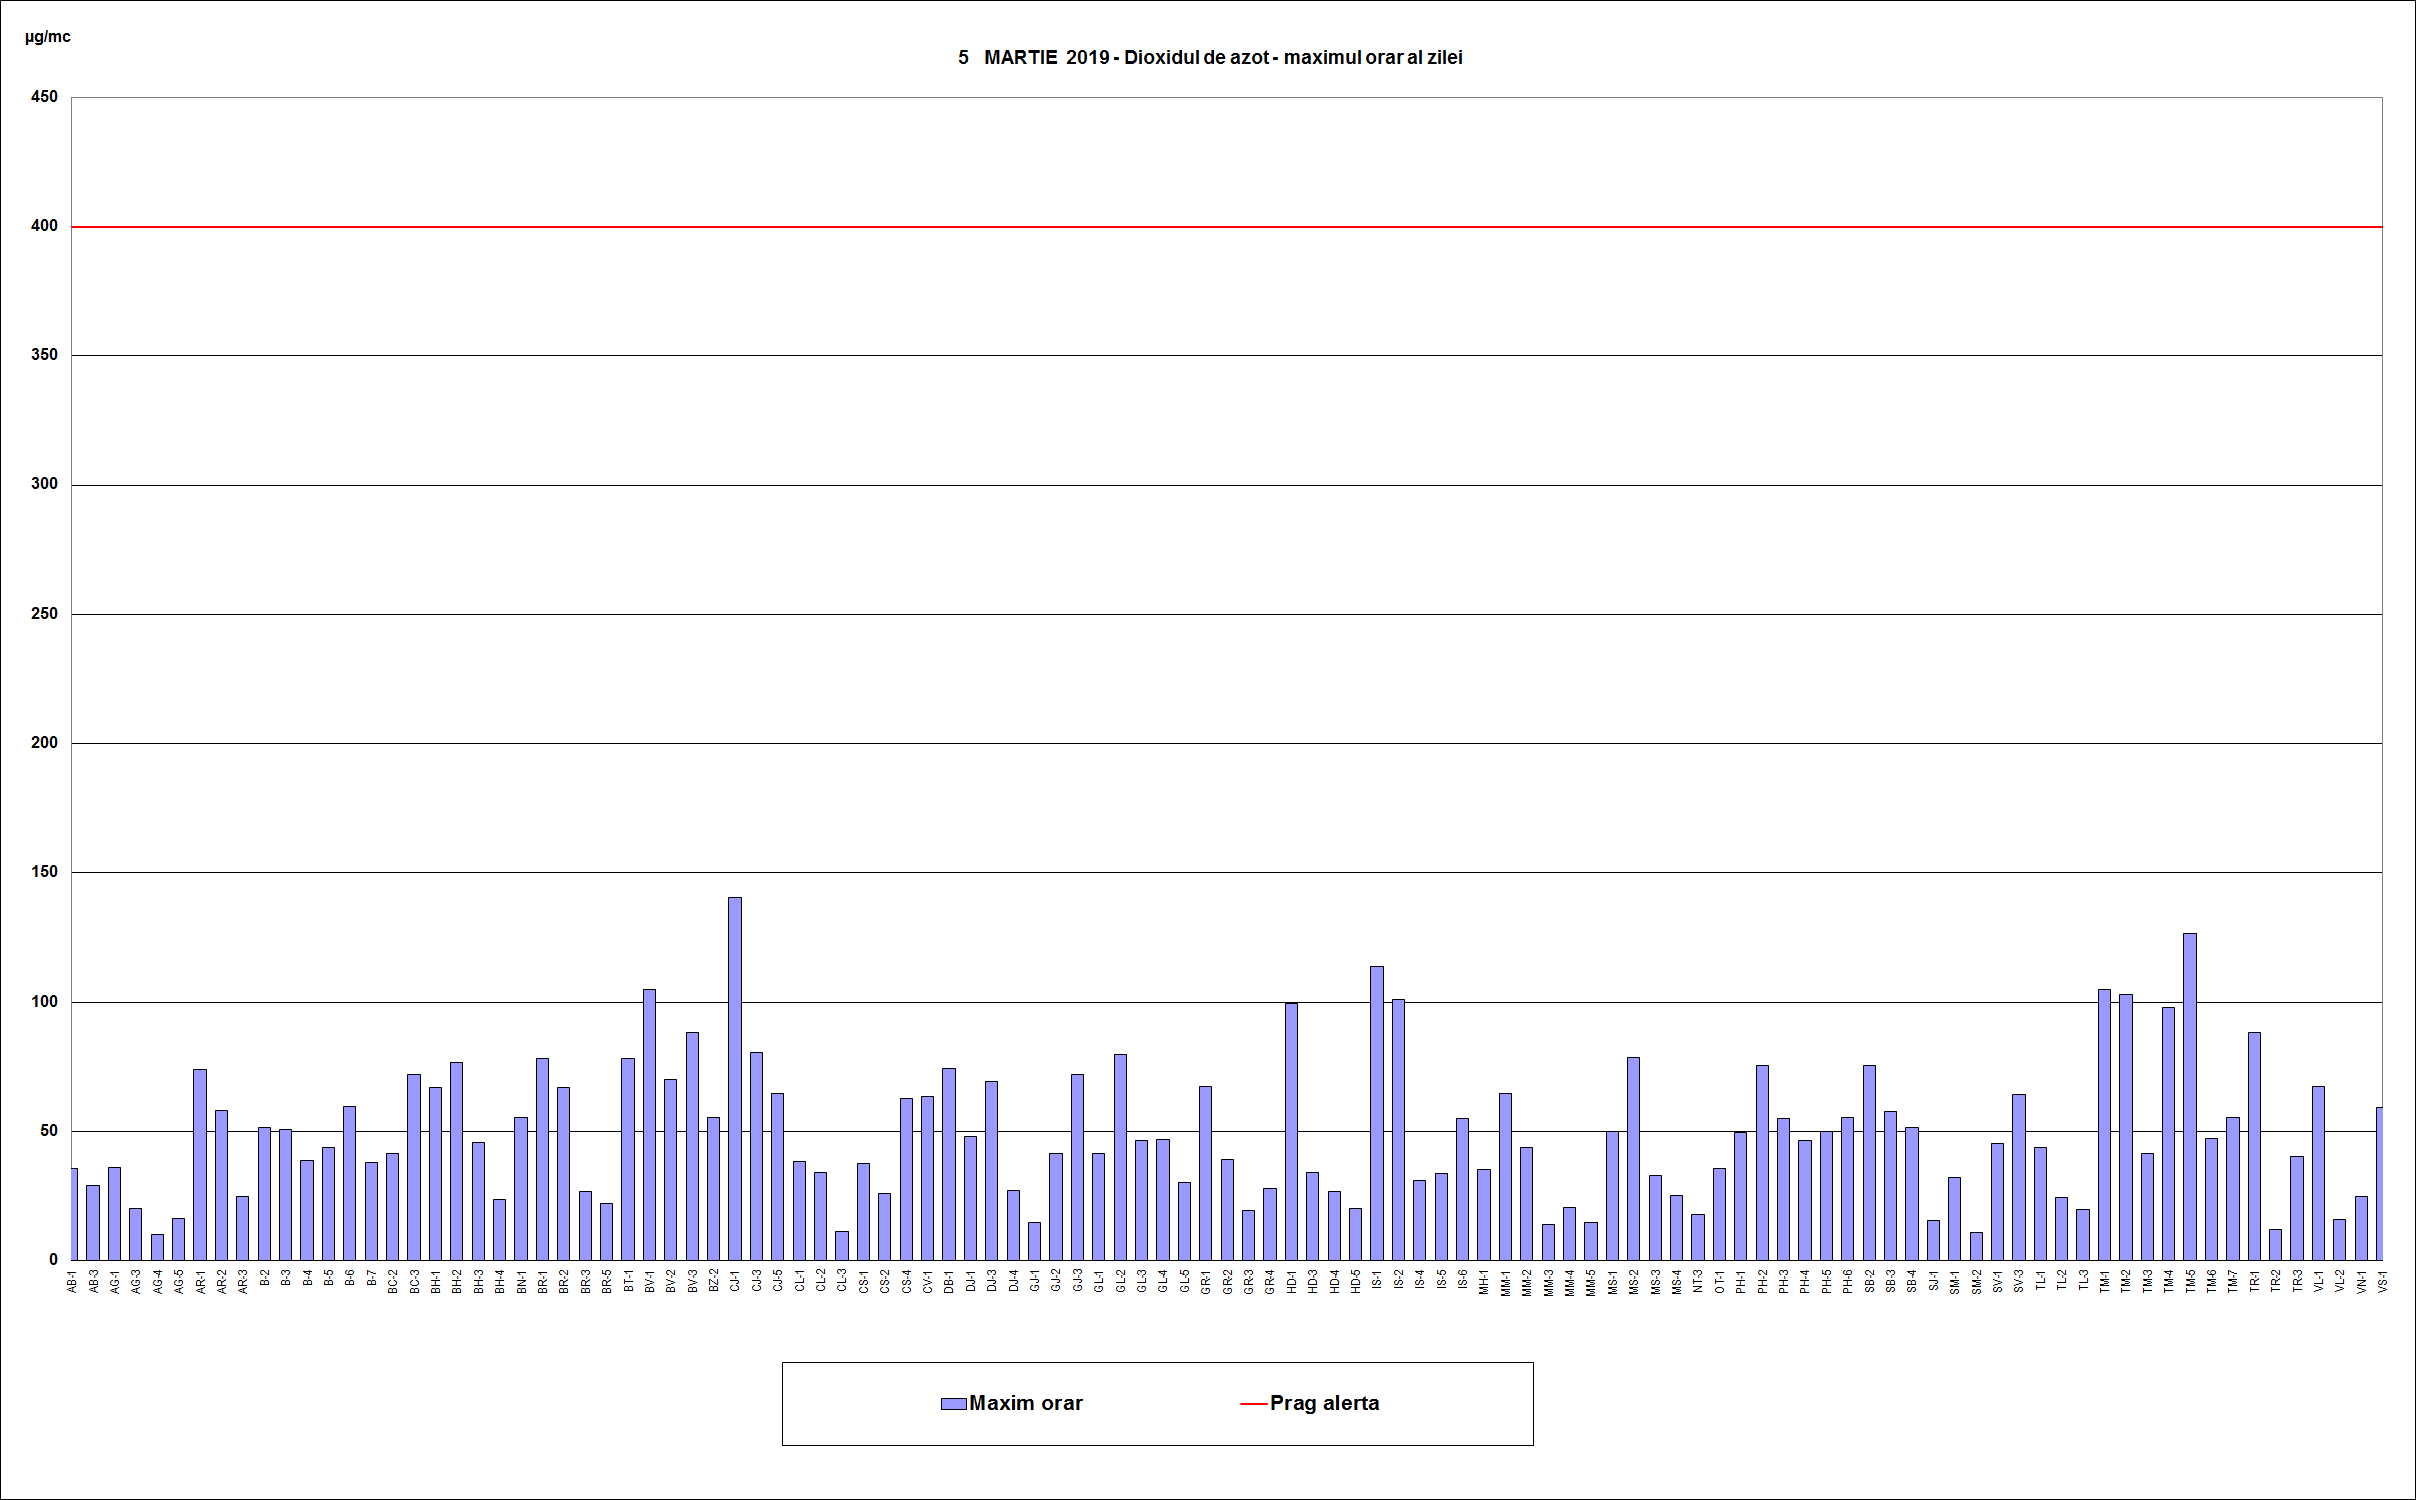 µg/mc
5 MARTIE 2019 - Dioxidul de azot - maximul orar al zilei
450
400
350
300
250
200
150
100
50
0
AB-1 AB-3 AG-1 AG-3 AG-4 AG-5 AR-1 AR-2 AR-3 B-2 B-3 B-4 B-5 B-6 B-7 BC-2 BC-3 BH-1 BH-2 BH-3 BH-4 BN-1 BR-1 BR-2 BR-3 BR-5 BT-1 BV-1 BV-2 BV-3 BZ-2 CJ-1 CJ-3 CJ-5 CL-1 CL-2 CL-3 CS-1 CS-2 CS-4 CV-1 DB-1 DJ-1 DJ-3 DJ-4 GJ-1 GJ-2 GJ-3 GL-1 GL-2 GL-3 GL-4 GL-5 GR-1 GR-2 GR-3 GR-4 HD-1 HD-3 HD-4 HD-5 IS-1 IS-2 IS-4 IS-5 IS-6 MH-1 MM-1 MM-2 MM-3 MM-4 MM-5 MS-1 MS-2 MS-3 MS-4 NT-3 OT-1 PH-1 PH-2 PH-3 PH-4 PH-5 PH-6 SB-2 SB-3 SB-4 SJ-1 SM-1 SM-2 SV-1 SV-3 TL-1 TL-2 TL-3 TM-1 TM-2 TM-3 TM-4 TM-5 TM-6 TM-7 TR-1 TR-2 TR-3 VL-1 VL-2 VN-1 VS-1
Maxim orar Prag alerta